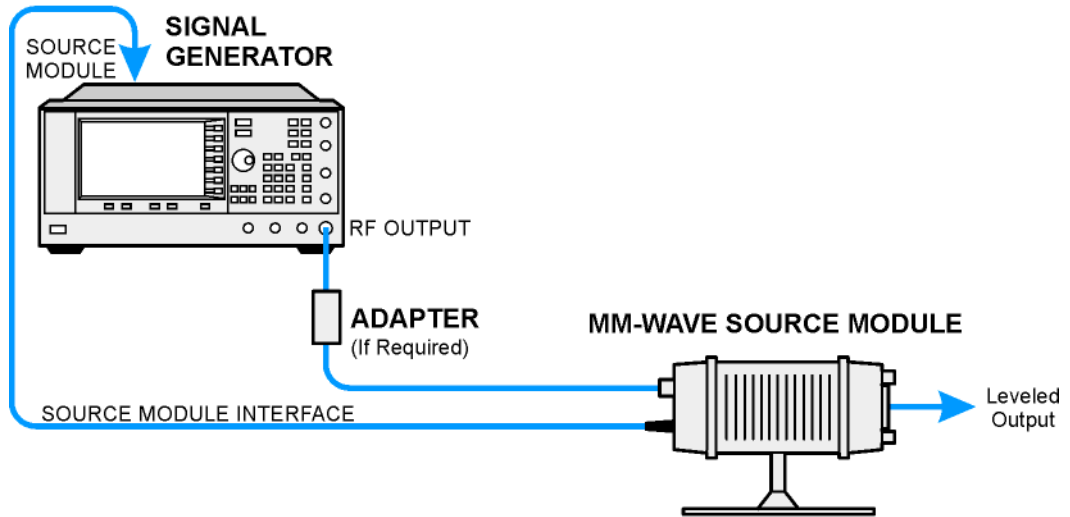 SIGNAL
GENERATOR
SOURCE
MODULE
RF OUTPUT
ADAPTER
(If Required)
MM-WAVE SOURCE MODULE
SOURCE MODULE INTERFACE
Leveled
Output